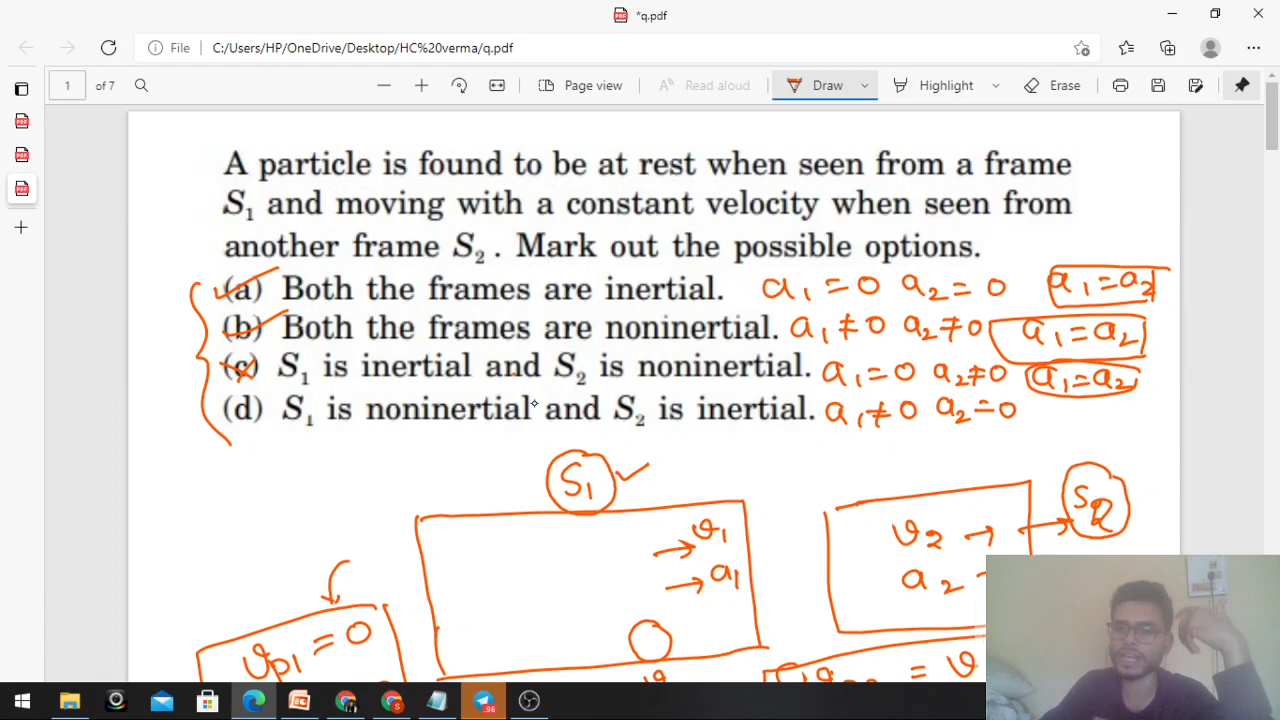 *q.pdf
File C:/Users/HP/OneDrive/Desktop/HC%20verma/q.pdf
1 of 7 Page view Read aloud Draw Highlight Erase
A particle is found to be at rest when seen from a frame
S₁ and moving with a constant velocity when seen from
another frame S₂. Mark out the possible options.
(a) Both the frames are inertial. a₁ = 0 a₂ = 0 a₁ = a₂
(b) Both the frames are noninertial. a₁ ≠ 0 a₂ ≠ 0 a₁ = a₂
(c) S₁ is inertial and S₂ is noninertial. a₁ = 0 a₂ ≠ 0 a₁ = a₂
(d) S₁ is noninertial and S₂ is inertial. a₁ ≠ 0 a₂ = 0
S₁ ✓
S₂
→ v₁
→ a₁
v₂ →
a₂
v_P1 = 0
= v
96